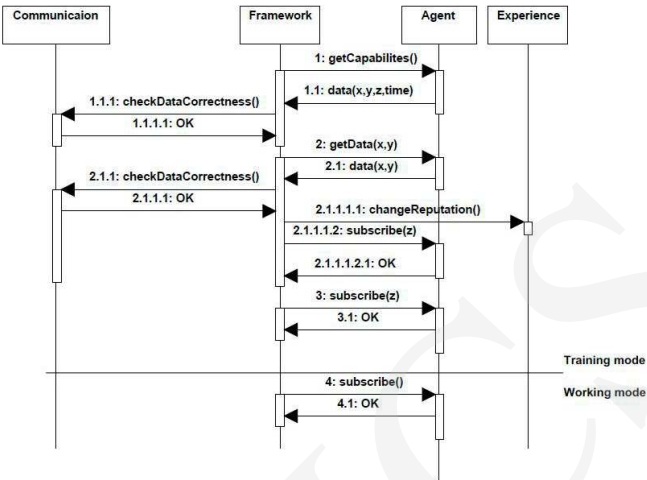 Communicaion
Framework
Agent
Experience
1: getCapabilites()
1.1: data(x,y,z,time)
1.1.1: checkDataCorrectness()
1.1.1.1: OK
2: getData(x,y)
2.1: data(x,y)
2.1.1: checkDataCorrectness()
2.1.1.1: OK
2.1.1.1.1: changeReputation()
2.1.1.1.2: subscribe(z)
2.1.1.1.2.1: OK
3: subscribe(z)
3.1: OK
Training mode
4: subscribe()
Working mode
4.1: OK